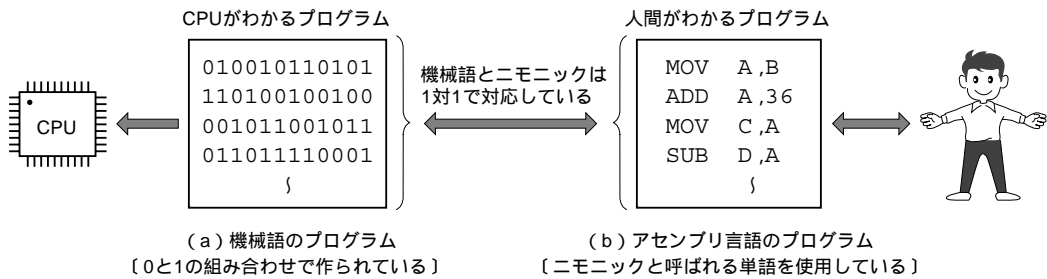 CPUがわかるプログラム
人間がわかるプログラム
CPU
010010110101
110100100100
001011001011
011011110001
〜
機械語とニモニックは
1対1で対応している
MOV A,B
ADD A,36
MOV C,A
SUB D,A
〜
(a)機械語のプログラム
〔0と1の組み合わせで作られている〕
(b)アセンブリ言語のプログラム
〔ニモニックと呼ばれる単語を使用している〕